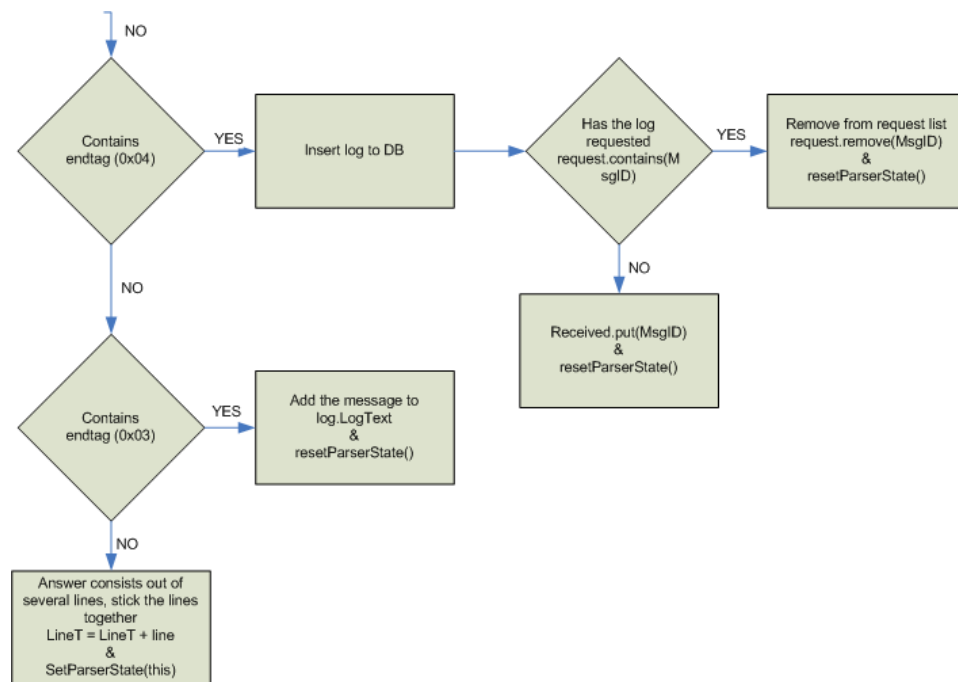 NO
Contains
endtag (0x04)
YES
Insert log to DB
Has the log
requested
request.contains(M
sgID)
YES
Remove from request list
request.remove(MsgID)
&
resetParserState()
NO
NO
Received.put(MsgID)
&
resetParserState()
Contains
endtag (0x03)
YES
Add the message to
log.LogText
&
resetParserState()
NO
Answer consists out of
several lines, stick the lines
together
LineT = LineT + line
&
SetParserState(this)